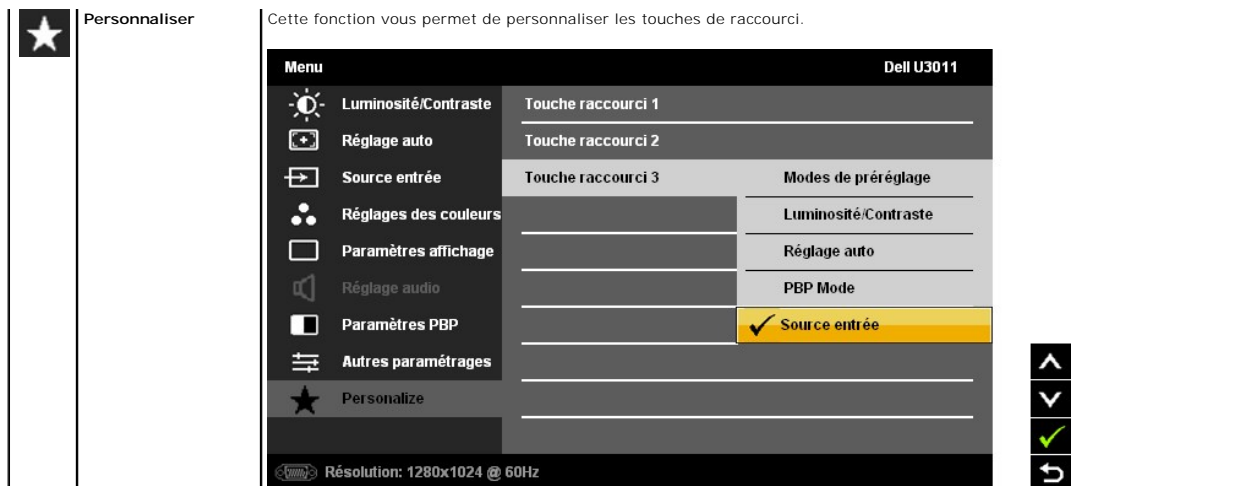 Personnaliser
Cette fonction vous permet de personnaliser les touches de raccourci.
Menu
Dell U3011
Luminosité/Contraste
Touche raccourci 1
Réglage auto
Touche raccourci 2
Source entrée
Touche raccourci 3
Modes de préréglage
Réglages des couleurs
Luminosité/Contraste
Paramètres affichage
Réglage auto
Réglage audio
PBP Mode
Paramètres PBP
Source entrée
Autres paramétrages
Personalize
Résolution: 1280x1024 @ 60Hz